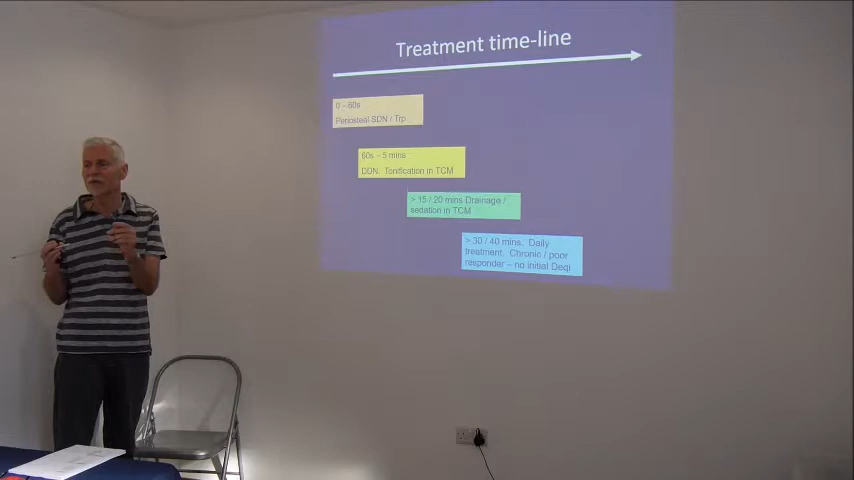 Treatment time-line
0 – 60s
Periosteal SDN / Trp
60s – 5 mins
DDN. Tonification in TCM
> 15 / 20 mins Drainage /
sedation in TCM
> 30 / 40 mins. Daily
treatment. Chronic / poor
responder – no initial Deqi